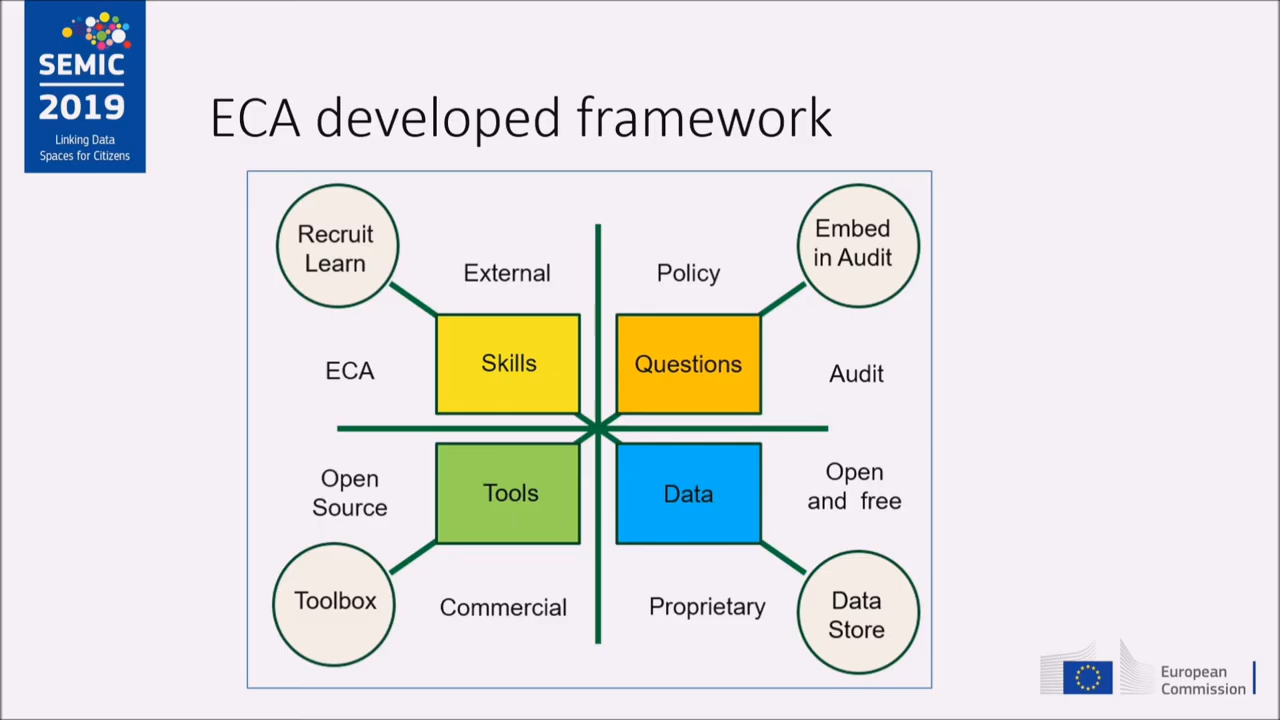 SEMIC
2019
Linking Data
Spaces for Citizens
ECA developed framework
Recruit
Learn
External
Policy
Embed
in Audit
ECA
Skills
Questions
Audit
Open
Source
Tools
Data
Open
and free
Toolbox
Commercial
Proprietary
Data
Store
European
Commission